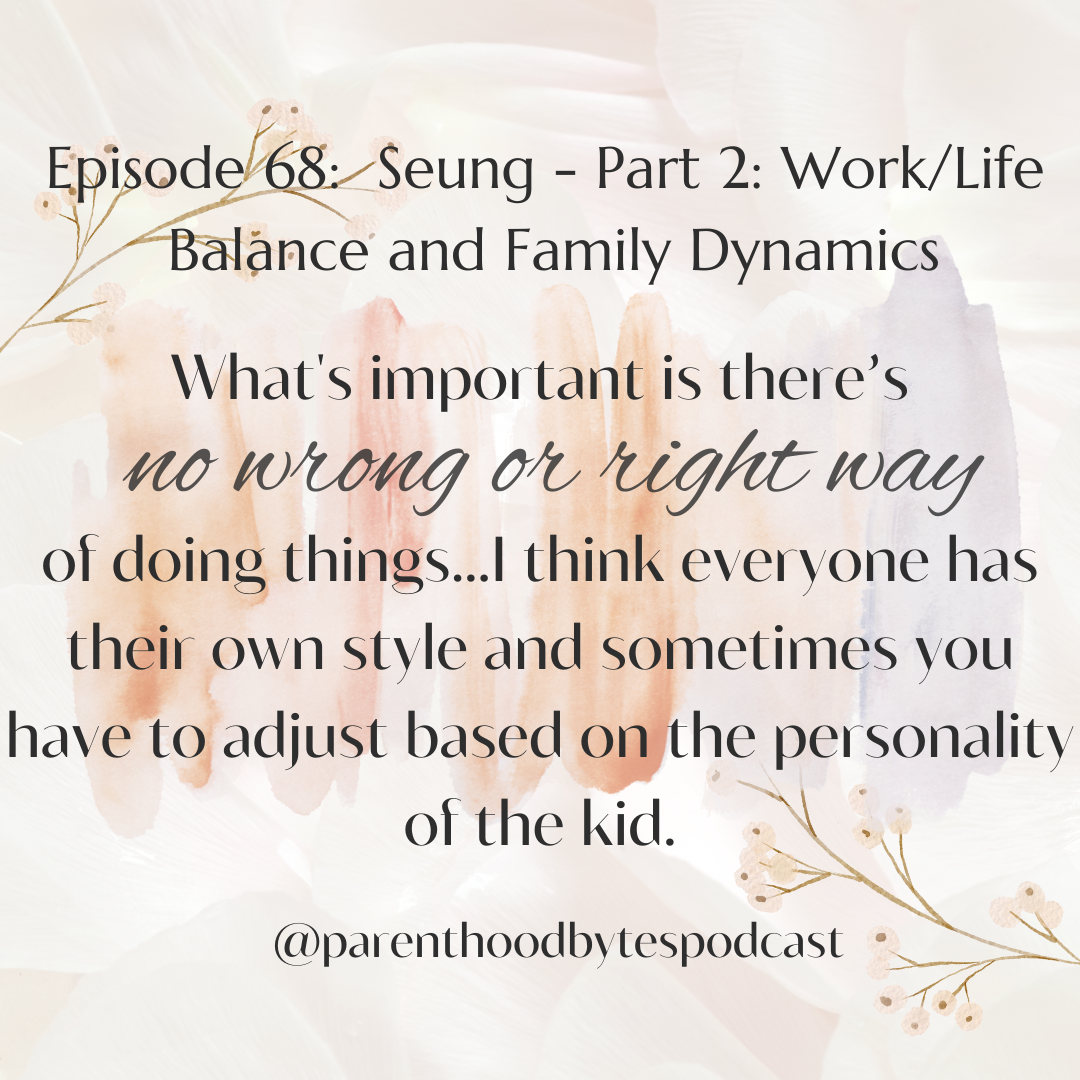 Episode 68:  Seung - Part 2: Work/Life
Balance and Family Dynamics
What's important is there’s
no wrong or right way
of doing things...I think everyone has
their own style and sometimes you
have to adjust based on the personality
of the kid.
@parenthoodbytespodcast